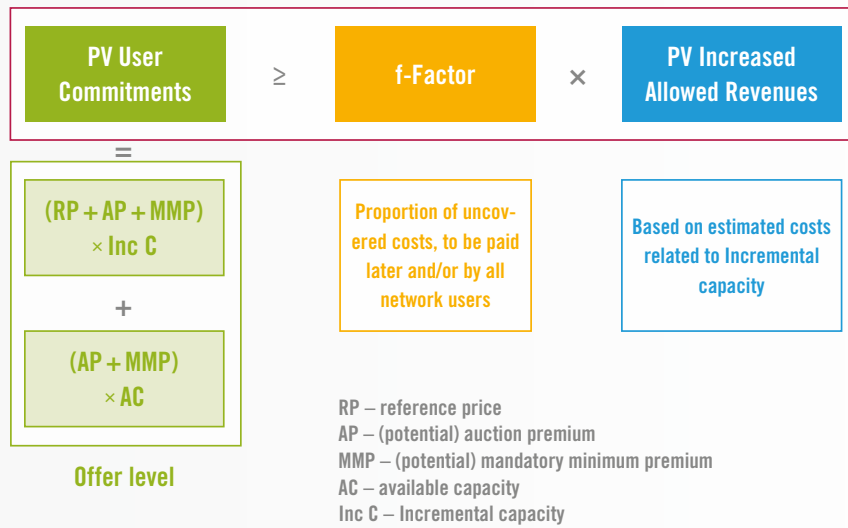 PV User
Commitments
≥
f-Factor
×
PV Increased
Allowed Revenues
=
(RP + AP + MMP)
× Inc C
+
(AP + MMP)
× AC
Offer level
Proportion of uncov-
ered costs, to be paid
later and/or by all
network users
Based on estimated costs
related to Incremental
capacity
RP – reference price
AP – (potential) auction premium
MMP – (potential) mandatory minimum premium
AC – available capacity
Inc C – Incremental capacity